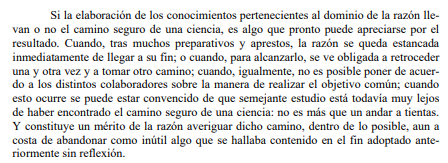 Si la elaboración de los conocimientos pertenecientes al dominio de la razón lle-
van o no el camino seguro de una ciencia, es algo que pronto puede apreciarse por el
resultado. Cuando, tras muchos preparativos y aprestos, la razón se queda estancada
inmediatamente de llegar a su fin; o cuando, para alcanzarlo, se ve obligada a retroceder
una y otra vez y a tomar otro camino; cuando, igualmente, no es posible poner de acuer-
do a los distintos colaboradores sobre la manera de realizar el objetivo común; cuando
esto ocurre se puede estar convencido de que semejante estudio está todavía muy lejos
de haber encontrado el camino seguro de una ciencia: no es más que un andar a tientas.
Y constituye un mérito de la razón averiguar dicho camino, dentro de lo posible, aun a
costa de abandonar como inútil algo que se hallaba contenido en el fin adoptado ante-
riormente sin reflexión.